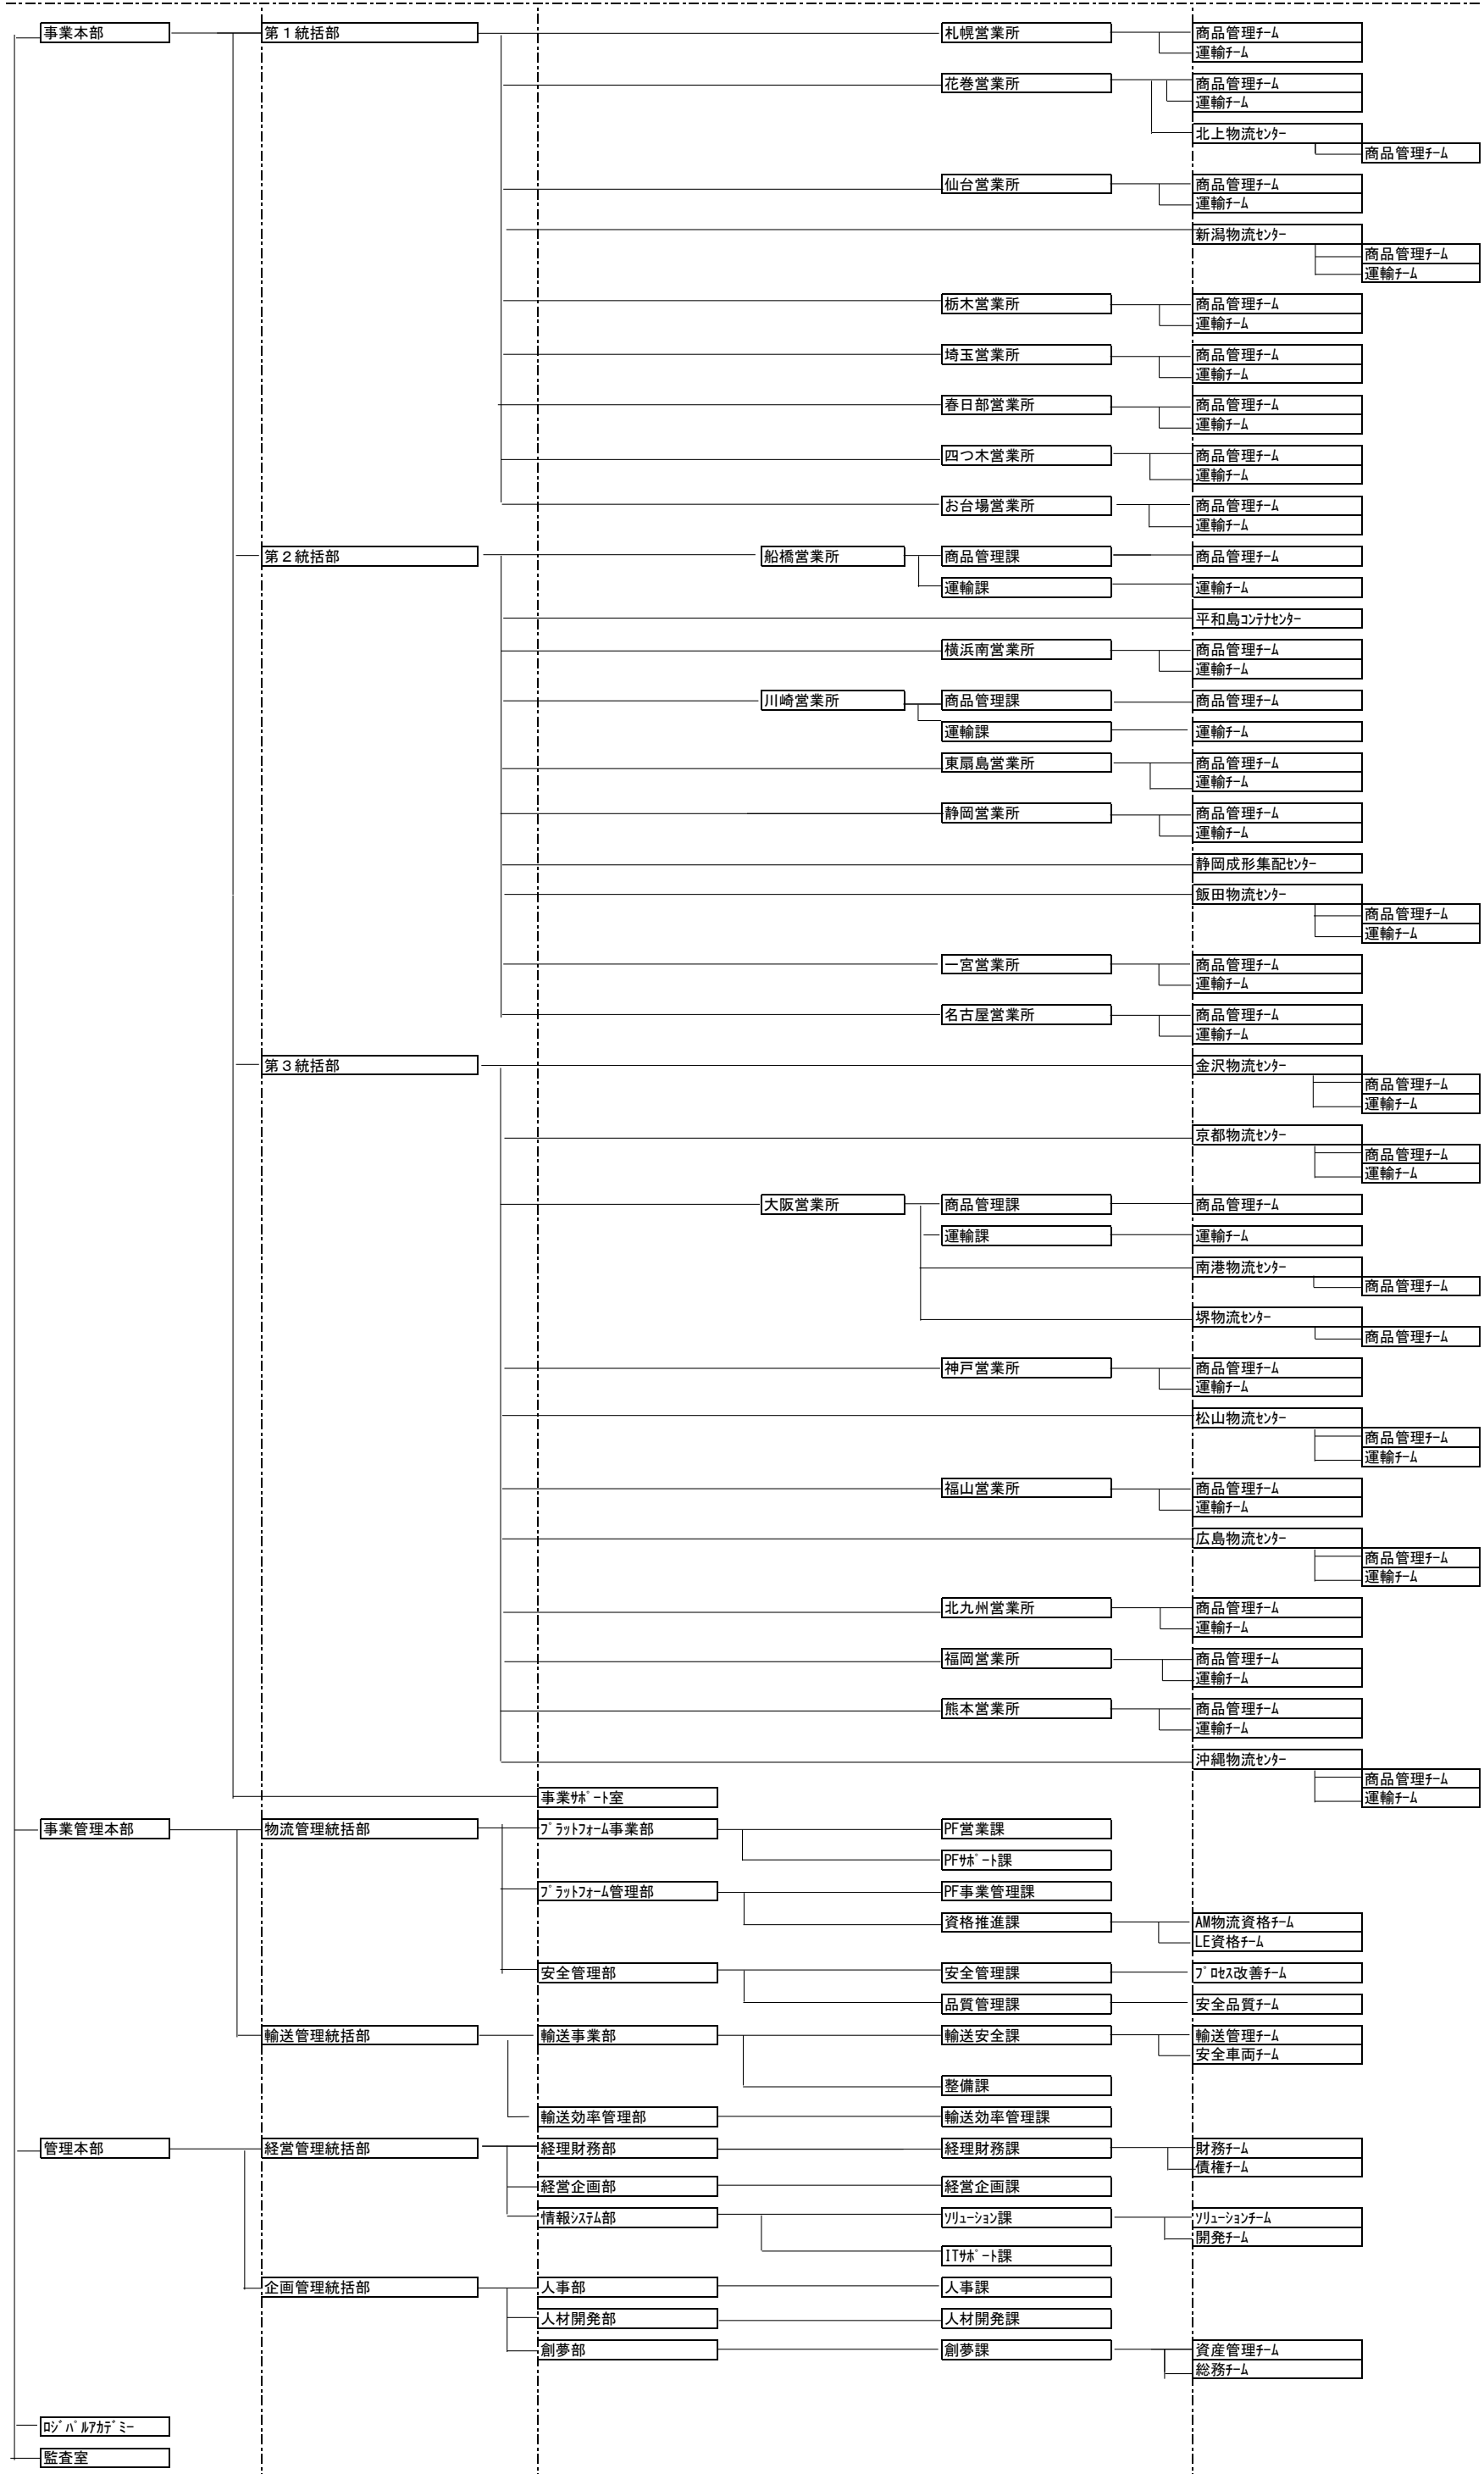 事業本部 第１統括部 札幌営業所 商品管理ﾁｰﾑ
運輸ﾁｰﾑ
花巻営業所 商品管理ﾁｰﾑ
運輸ﾁｰﾑ
北上物流ｾﾝﾀｰ
商品管理ﾁｰﾑ
仙台営業所 商品管理ﾁｰﾑ
運輸ﾁｰﾑ
新潟物流ｾﾝﾀｰ
商品管理ﾁｰﾑ
運輸ﾁｰﾑ
栃木営業所 商品管理ﾁｰﾑ
運輸ﾁｰﾑ
埼玉営業所 商品管理ﾁｰﾑ
運輸ﾁｰﾑ
春日部営業所 商品管理ﾁｰﾑ
運輸ﾁｰﾑ
四つ木営業所 商品管理ﾁｰﾑ
運輸ﾁｰﾑ
お台場営業所 商品管理ﾁｰﾑ
運輸ﾁｰﾑ
第２統括部 船橋営業所 商品管理課 商品管理ﾁｰﾑ
運輸課 運輸ﾁｰﾑ
平和島ｺﾝﾃﾅｾﾝﾀｰ
横浜南営業所 商品管理ﾁｰﾑ
運輸ﾁｰﾑ
川崎営業所 商品管理課 商品管理ﾁｰﾑ
運輸課 運輸ﾁｰﾑ
東扇島営業所 商品管理ﾁｰﾑ
運輸ﾁｰﾑ
静岡営業所 商品管理ﾁｰﾑ
運輸ﾁｰﾑ
静岡成形集配ｾﾝﾀｰ
飯田物流ｾﾝﾀｰ
商品管理ﾁｰﾑ
運輸ﾁｰﾑ
一宮営業所 商品管理ﾁｰﾑ
運輸ﾁｰﾑ
名古屋営業所 商品管理ﾁｰﾑ
運輸ﾁｰﾑ
第３統括部 金沢物流ｾﾝﾀｰ
商品管理ﾁｰﾑ
運輸ﾁｰﾑ
京都物流ｾﾝﾀｰ
商品管理ﾁｰﾑ
運輸ﾁｰﾑ
大阪営業所 商品管理課 商品管理ﾁｰﾑ
運輸課 運輸ﾁｰﾑ
南港物流ｾﾝﾀｰ
商品管理ﾁｰﾑ
堺物流ｾﾝﾀｰ
商品管理ﾁｰﾑ
神戸営業所 商品管理ﾁｰﾑ
運輸ﾁｰﾑ
松山物流ｾﾝﾀｰ
商品管理ﾁｰﾑ
運輸ﾁｰﾑ
福山営業所 商品管理ﾁｰﾑ
運輸ﾁｰﾑ
広島物流ｾﾝﾀｰ
商品管理ﾁｰﾑ
運輸ﾁｰﾑ
北九州営業所 商品管理ﾁｰﾑ
運輸ﾁｰﾑ
福岡営業所 商品管理ﾁｰﾑ
運輸ﾁｰﾑ
熊本営業所 商品管理ﾁｰﾑ
運輸ﾁｰﾑ
沖縄物流ｾﾝﾀｰ
商品管理ﾁｰﾑ
事業ｻﾎﾟｰﾄ室 運輸ﾁｰﾑ
事業管理本部 物流管理統括部 ﾌﾟﾗｯﾄﾌｫｰﾑ事業部 PF営業課
PFｻﾎﾟｰﾄ課
ﾌﾟﾗｯﾄﾌｫｰﾑ管理部 PF事業管理課
資格推進課 AM物流資格ﾁｰﾑ
LE資格ﾁｰﾑ
安全管理部 安全管理課 ﾌﾟﾛｾｽ改善ﾁｰﾑ
品質管理課 安全品質ﾁｰﾑ
輸送管理統括部 輸送事業部 輸送安全課 輸送管理ﾁｰﾑ
安全車両ﾁｰﾑ
整備課
輸送効率管理部 輸送効率管理課
管理本部 経営管理統括部 経理財務部 経理財務課 財務ﾁｰﾑ
債権ﾁｰﾑ
経営企画部 経営企画課
情報ｼｽﾃﾑ部 ｿﾘｭｰｼｮﾝ課 ｿﾘｭｰｼｮﾝﾁｰﾑ
開発ﾁｰﾑ
ITｻﾎﾟｰﾄ課
企画管理統括部 人事部 人事課
人材開発部 人材開発課
創夢部 創夢課 資産管理ﾁｰﾑ
総務ﾁｰﾑ
ﾛｼﾞﾊﾟﾙｱｶﾃﾞﾐｰ
監査室